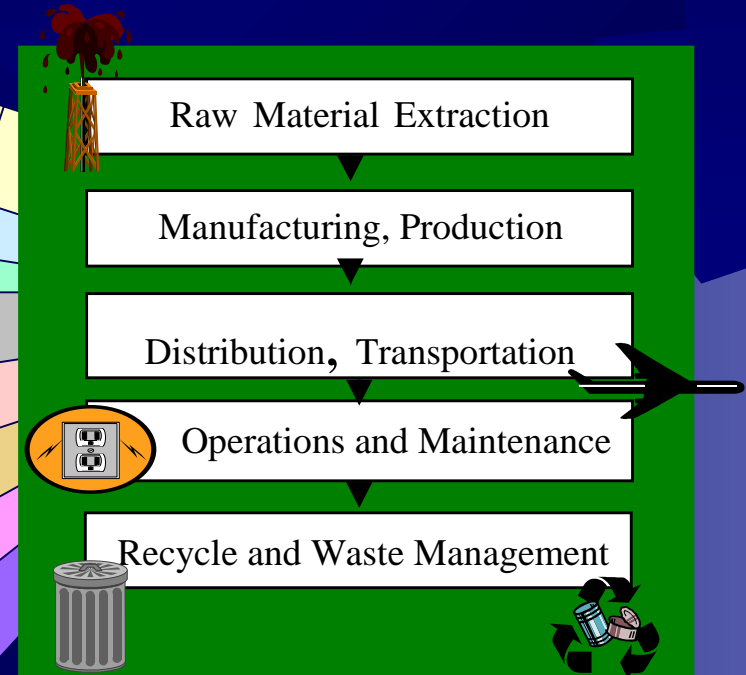 Raw Material Extraction
Manufacturing, Production
Distribution, Transportation
Operations and Maintenance
Recycle and Waste Management